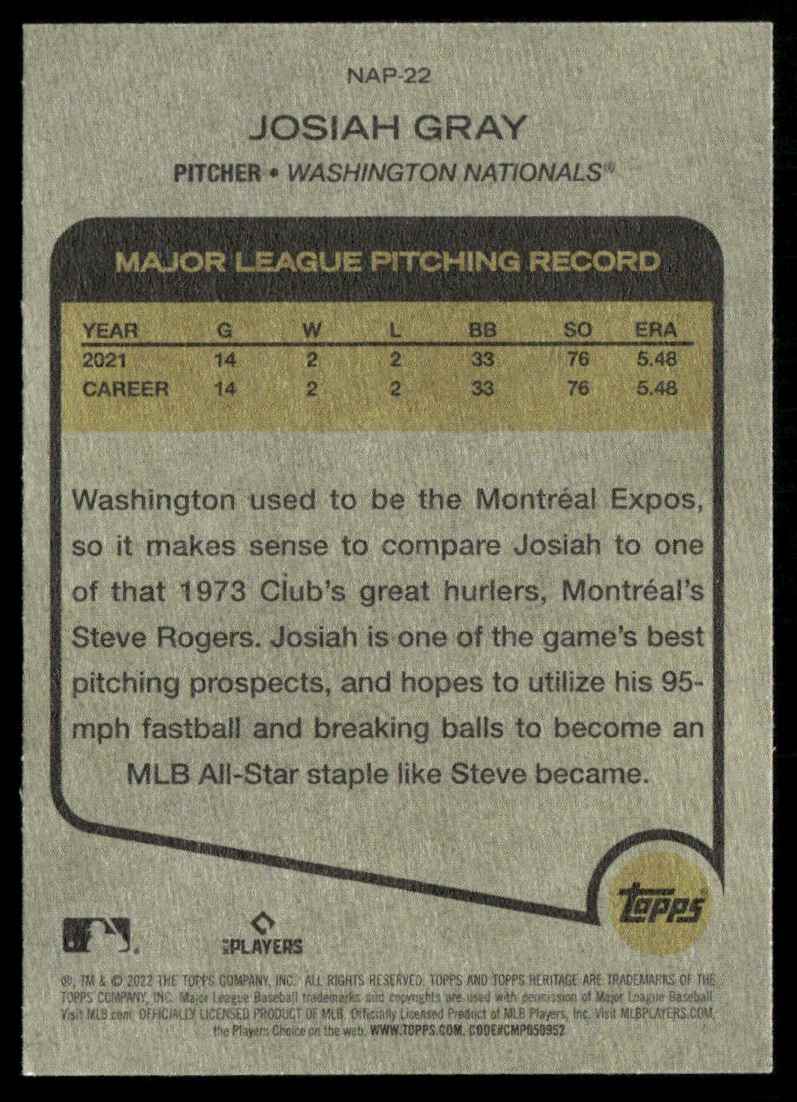 NAP-22
JOSIAH GRAY
PITCHER • WASHINGTON NATIONALS®
MAJOR LEAGUE PITCHING RECORD
YEAR G W L BB SO ERA
2021 14 2 2 33 76 5.48
CAREER 14 2 2 33 76 5.48
Washington used to be the Montréal Expos,
so it makes sense to compare Josiah to one
of that 1973 Club's great hurlers, Montréal's
Steve Rogers. Josiah is one of the game's best
pitching prospects, and hopes to utilize his 95-
mph fastball and breaking balls to become an
MLB All-Star staple like Steve became.
topps®
MLB PLAYERS
®, TM & © 2022 THE TOPPS COMPANY, INC. ALL RIGHTS RESERVED. TOPPS AND TOPPS HERITAGE ARE TRADEMARKS OF THE
TOPPS COMPANY, INC. Major League Baseball trademarks and copyrights are used with permission of Major League Baseball.
Visit MLB.com. OFFICIALLY LICENSED PRODUCT OF MLB. Officially Licensed Product of MLB Players, Inc. Visit MLBPLAYERS.COM,
the Players Choice on the web. WWW.TOPPS.COM. CODE#CMP050952